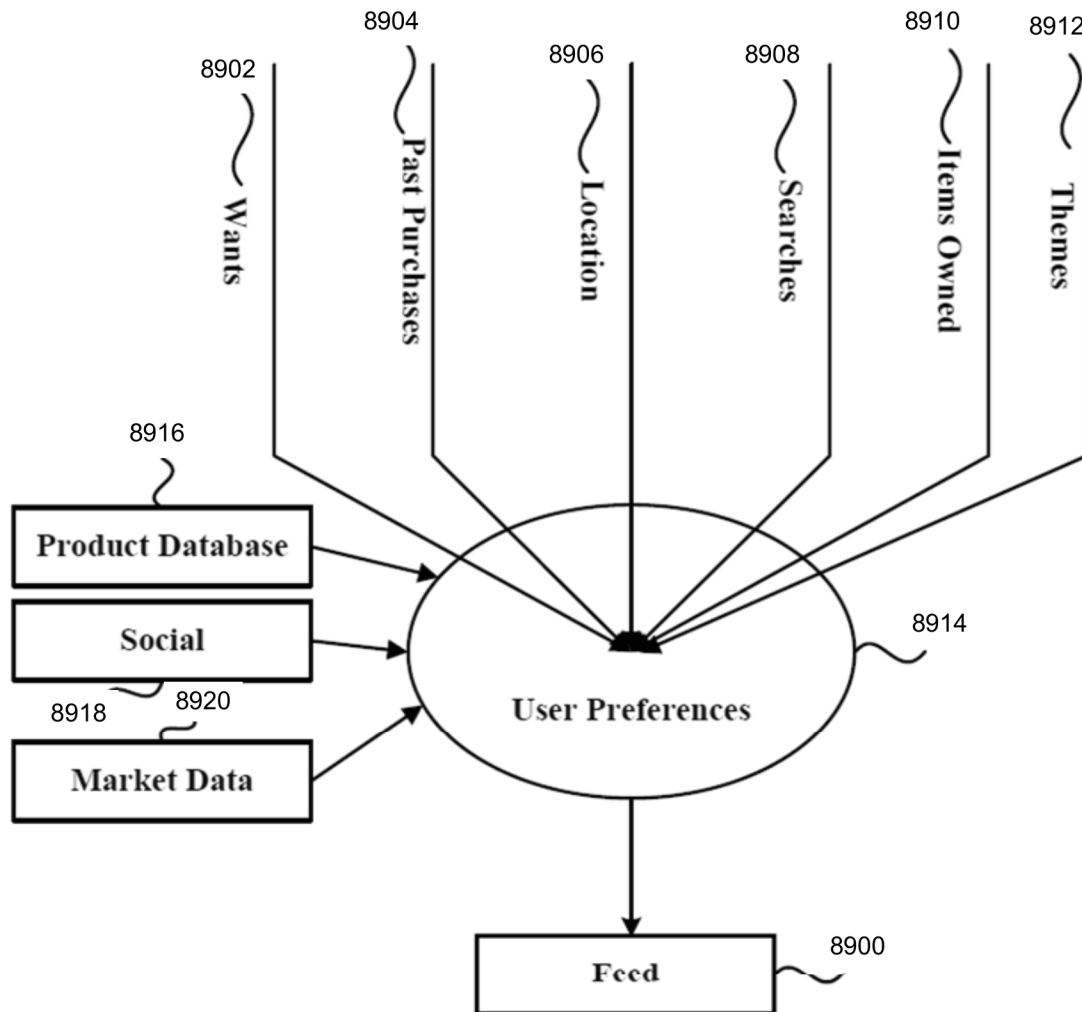 8902
8904
8906
8908
8910
8912
Wants
Past Purchases
Location
Searches
Items Owned
Themes
8916
Product Database
Social
8918
8920
Market Data
User Preferences
8914
Feed
8900